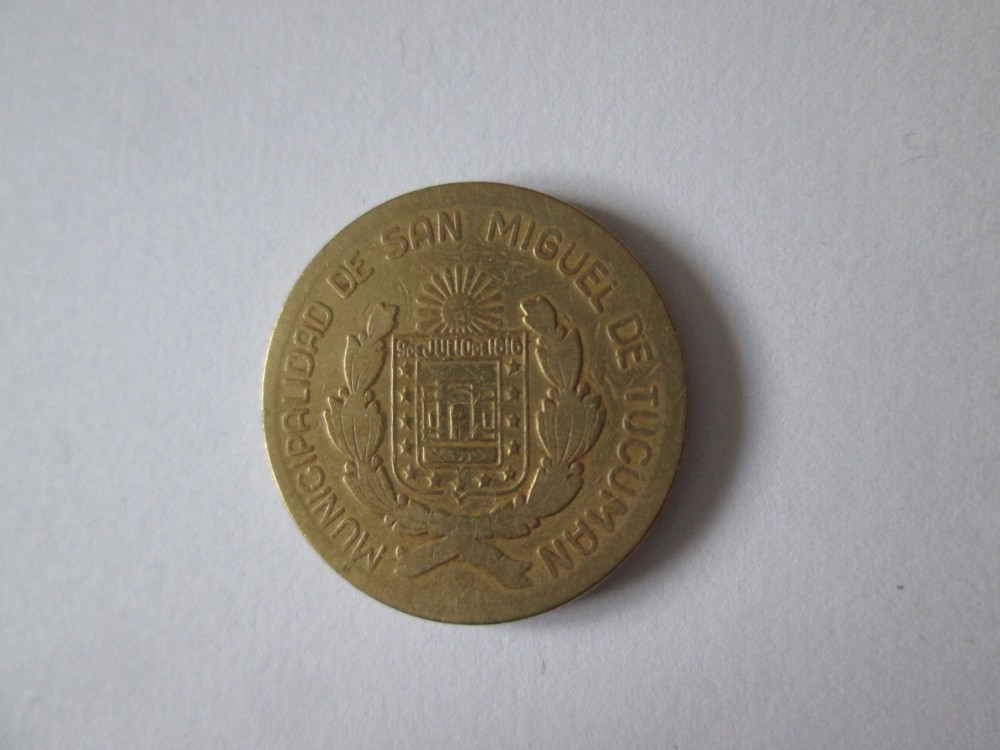 MUNICIPALIDAD DE SAN MIGUEL DE TUCUMAN
9 DE JULIO DE 1816